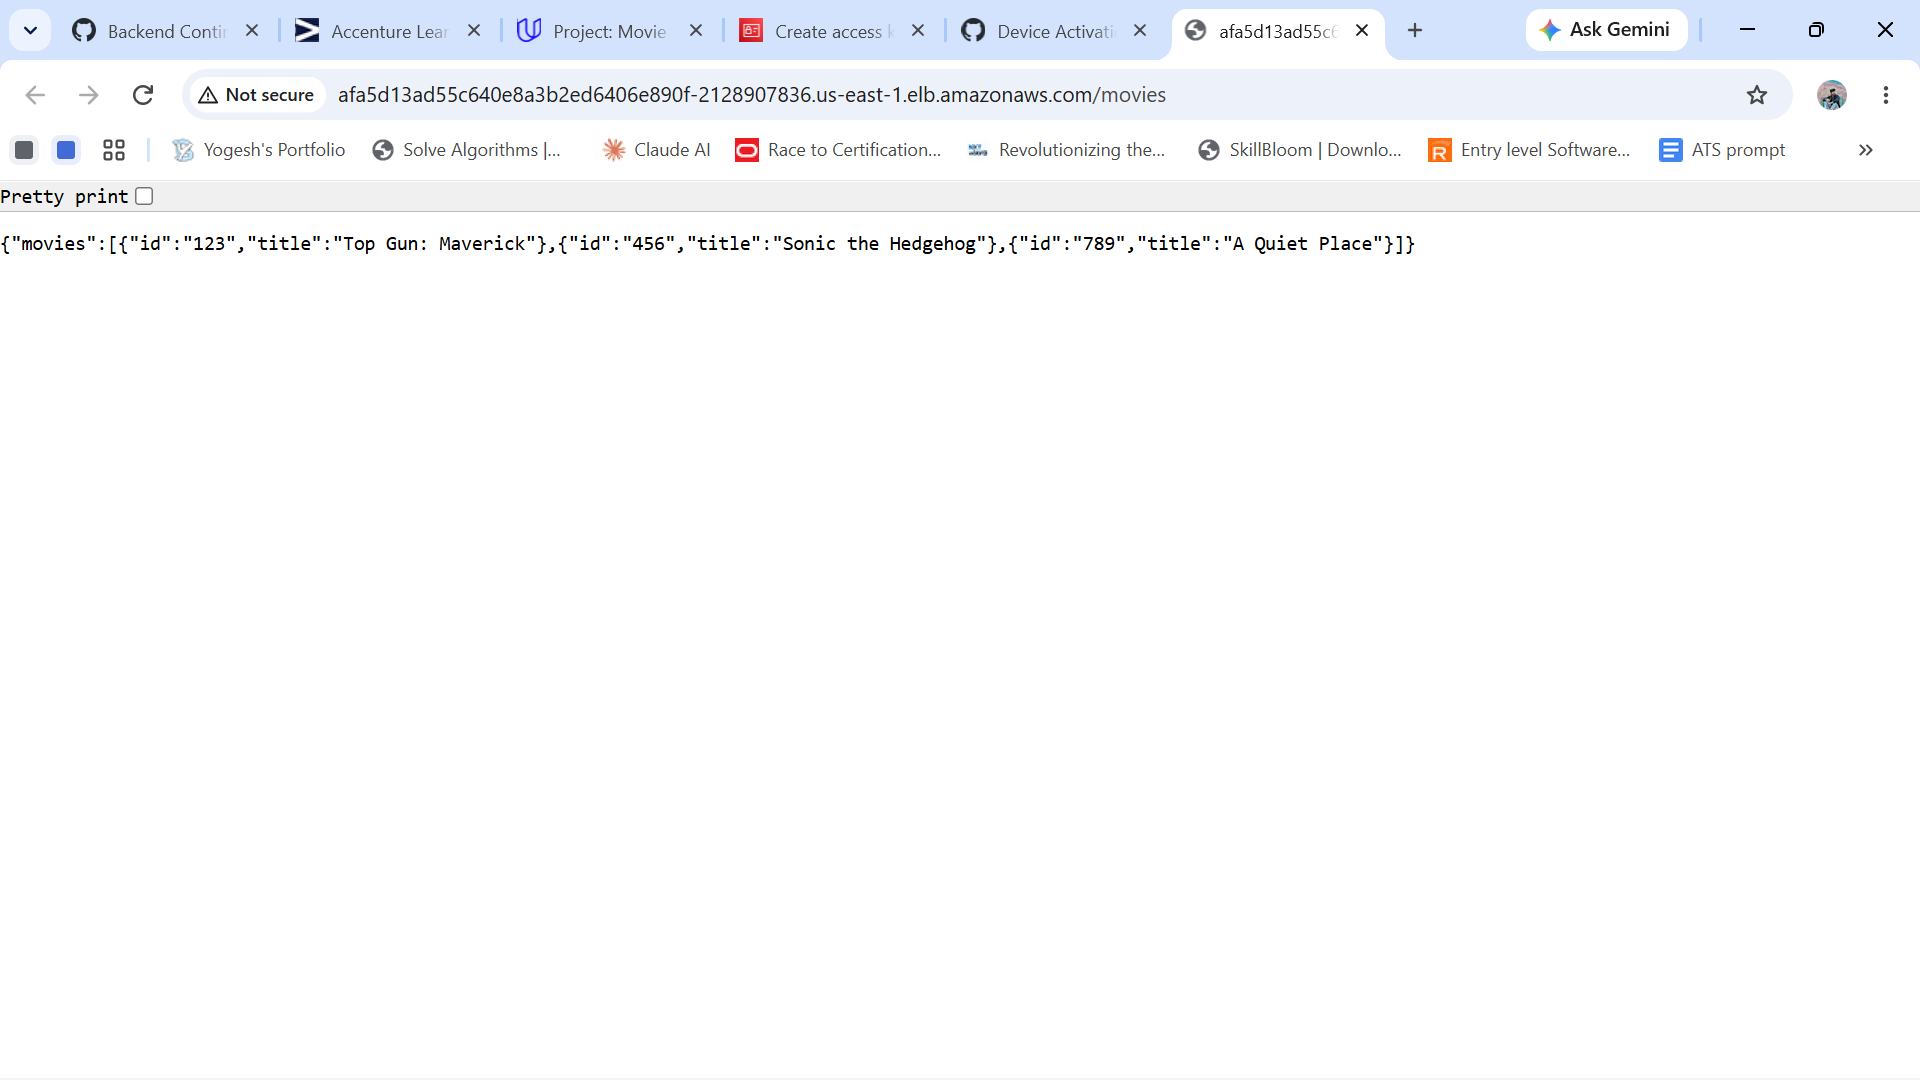 Backend Conti
Accenture Lear
Project: Movie
Create access k
Device Activati
afa5d13ad55c6
Ask Gemini
Not secure
afa5d13ad55c640e8a3b2ed6406e890f-2128907836.us-east-1.elb.amazonaws.com/movies
Yogesh's Portfolio
Solve Algorithms |...
Claude AI
Race to Certification...
Revolutionizing the...
SkillBloom | Downlo...
Entry level Software...
ATS prompt
Pretty print
{"movies":[{"id":"123","title":"Top Gun: Maverick"},{"id":"456","title":"Sonic the Hedgehog"},{"id":"789","title":"A Quiet Place"}]}